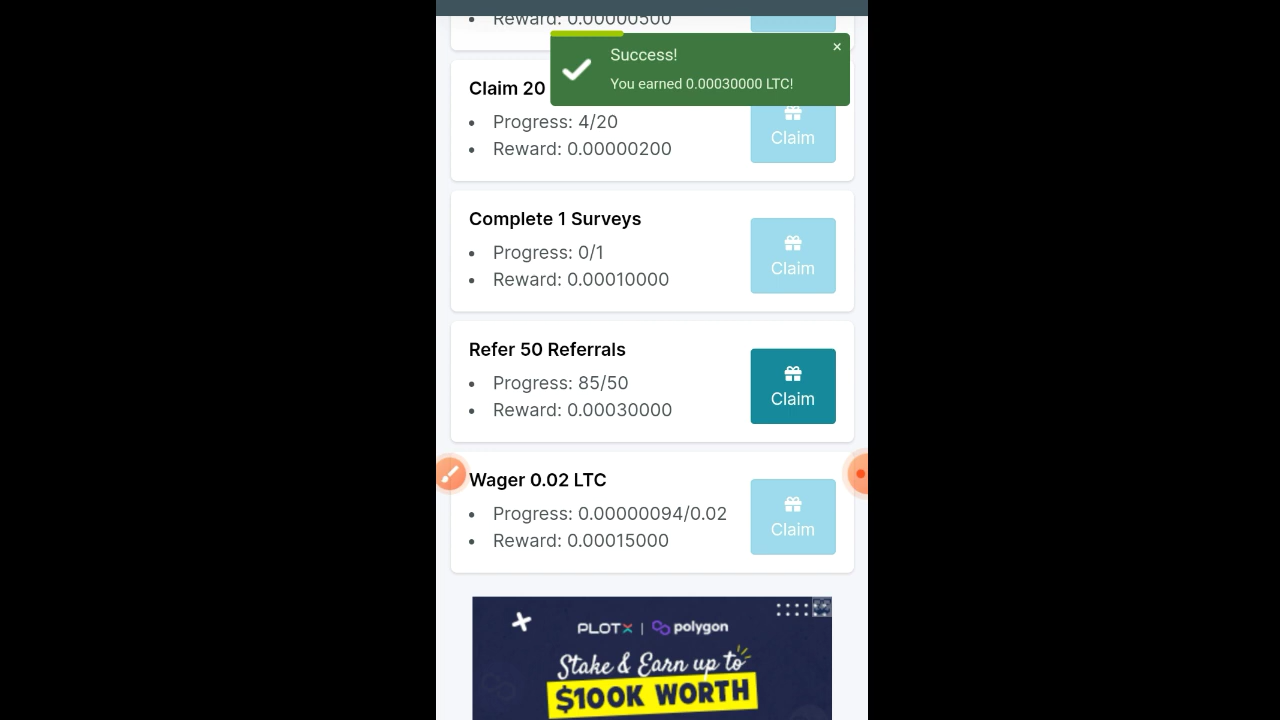 Reward: 0.00000500
Success!
×
You earned 0.00030000 LTC!
Claim 20
Progress: 4/20
Reward: 0.00000200
Claim
Complete 1 Surveys
Progress: 0/1
Reward: 0.00010000
Claim
Refer 50 Referrals
Progress: 85/50
Reward: 0.00030000
Claim
Wager 0.02 LTC
Progress: 0.00000094/0.02
Reward: 0.00015000
Claim
PLOTX | polygon
Stake & Earn up to
$100K WORTH